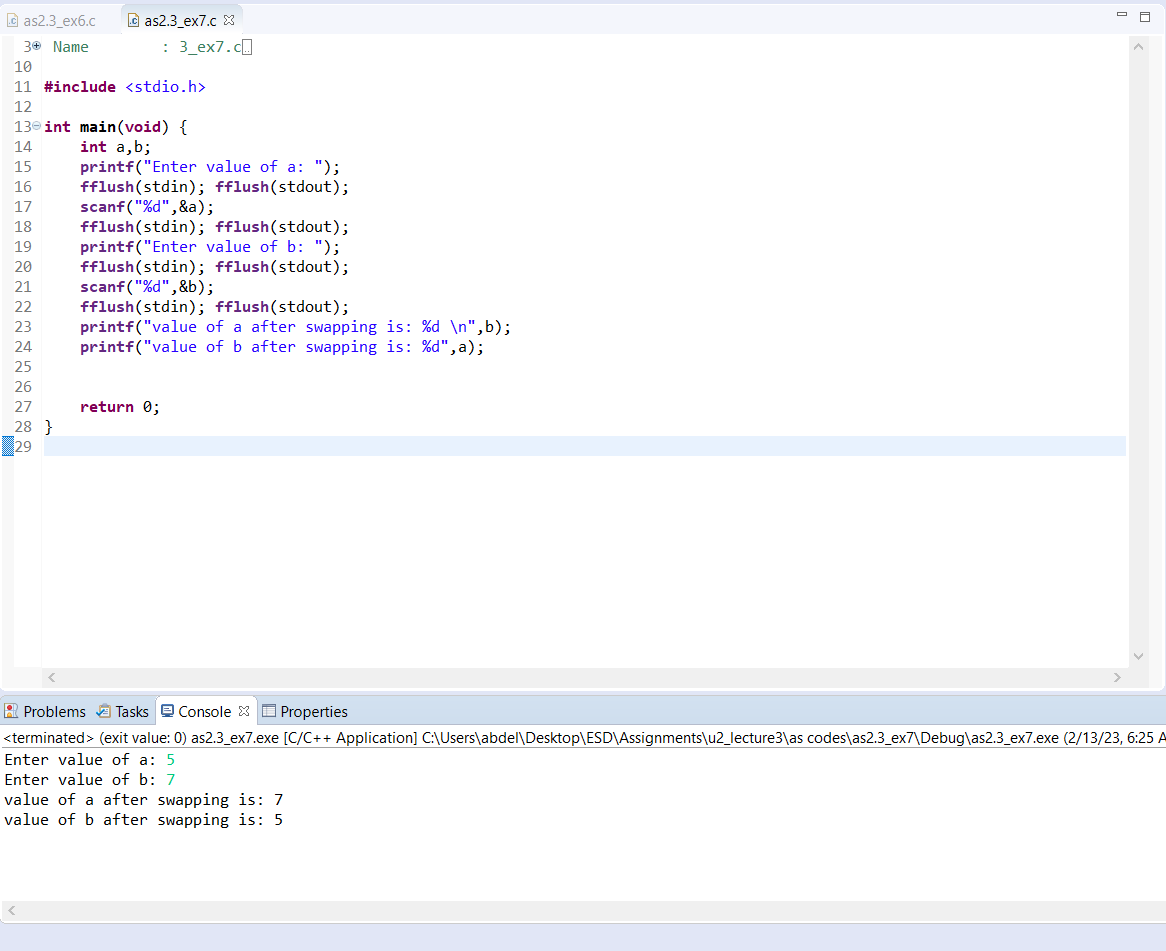 as2.3_ex6.c as2.3_ex7.c
3 Name        : 3_ex7.c
10
11 #include <stdio.h>
12
13 int main(void) {
14     int a,b;
15     printf("Enter value of a: ");
16     fflush(stdin); fflush(stdout);
17     scanf("%d",&a);
18     fflush(stdin); fflush(stdout);
19     printf("Enter value of b: ");
20     fflush(stdin); fflush(stdout);
21     scanf("%d",&b);
22     fflush(stdin); fflush(stdout);
23     printf("value of a after swapping is: %d \n",b);
24     printf("value of b after swapping is: %d",a);
25
26
27     return 0;
28 }
29
Problems Tasks Console Properties
<terminated> (exit value: 0) as2.3_ex7.exe [C/C++ Application] C:\Users\abdel\Desktop\ESD\Assignments\u2_lecture3\as codes\as2.3_ex7\Debug\as2.3_ex7.exe (2/13/23, 6:25 A
Enter value of a: 5
Enter value of b: 7
value of a after swapping is: 7
value of b after swapping is: 5